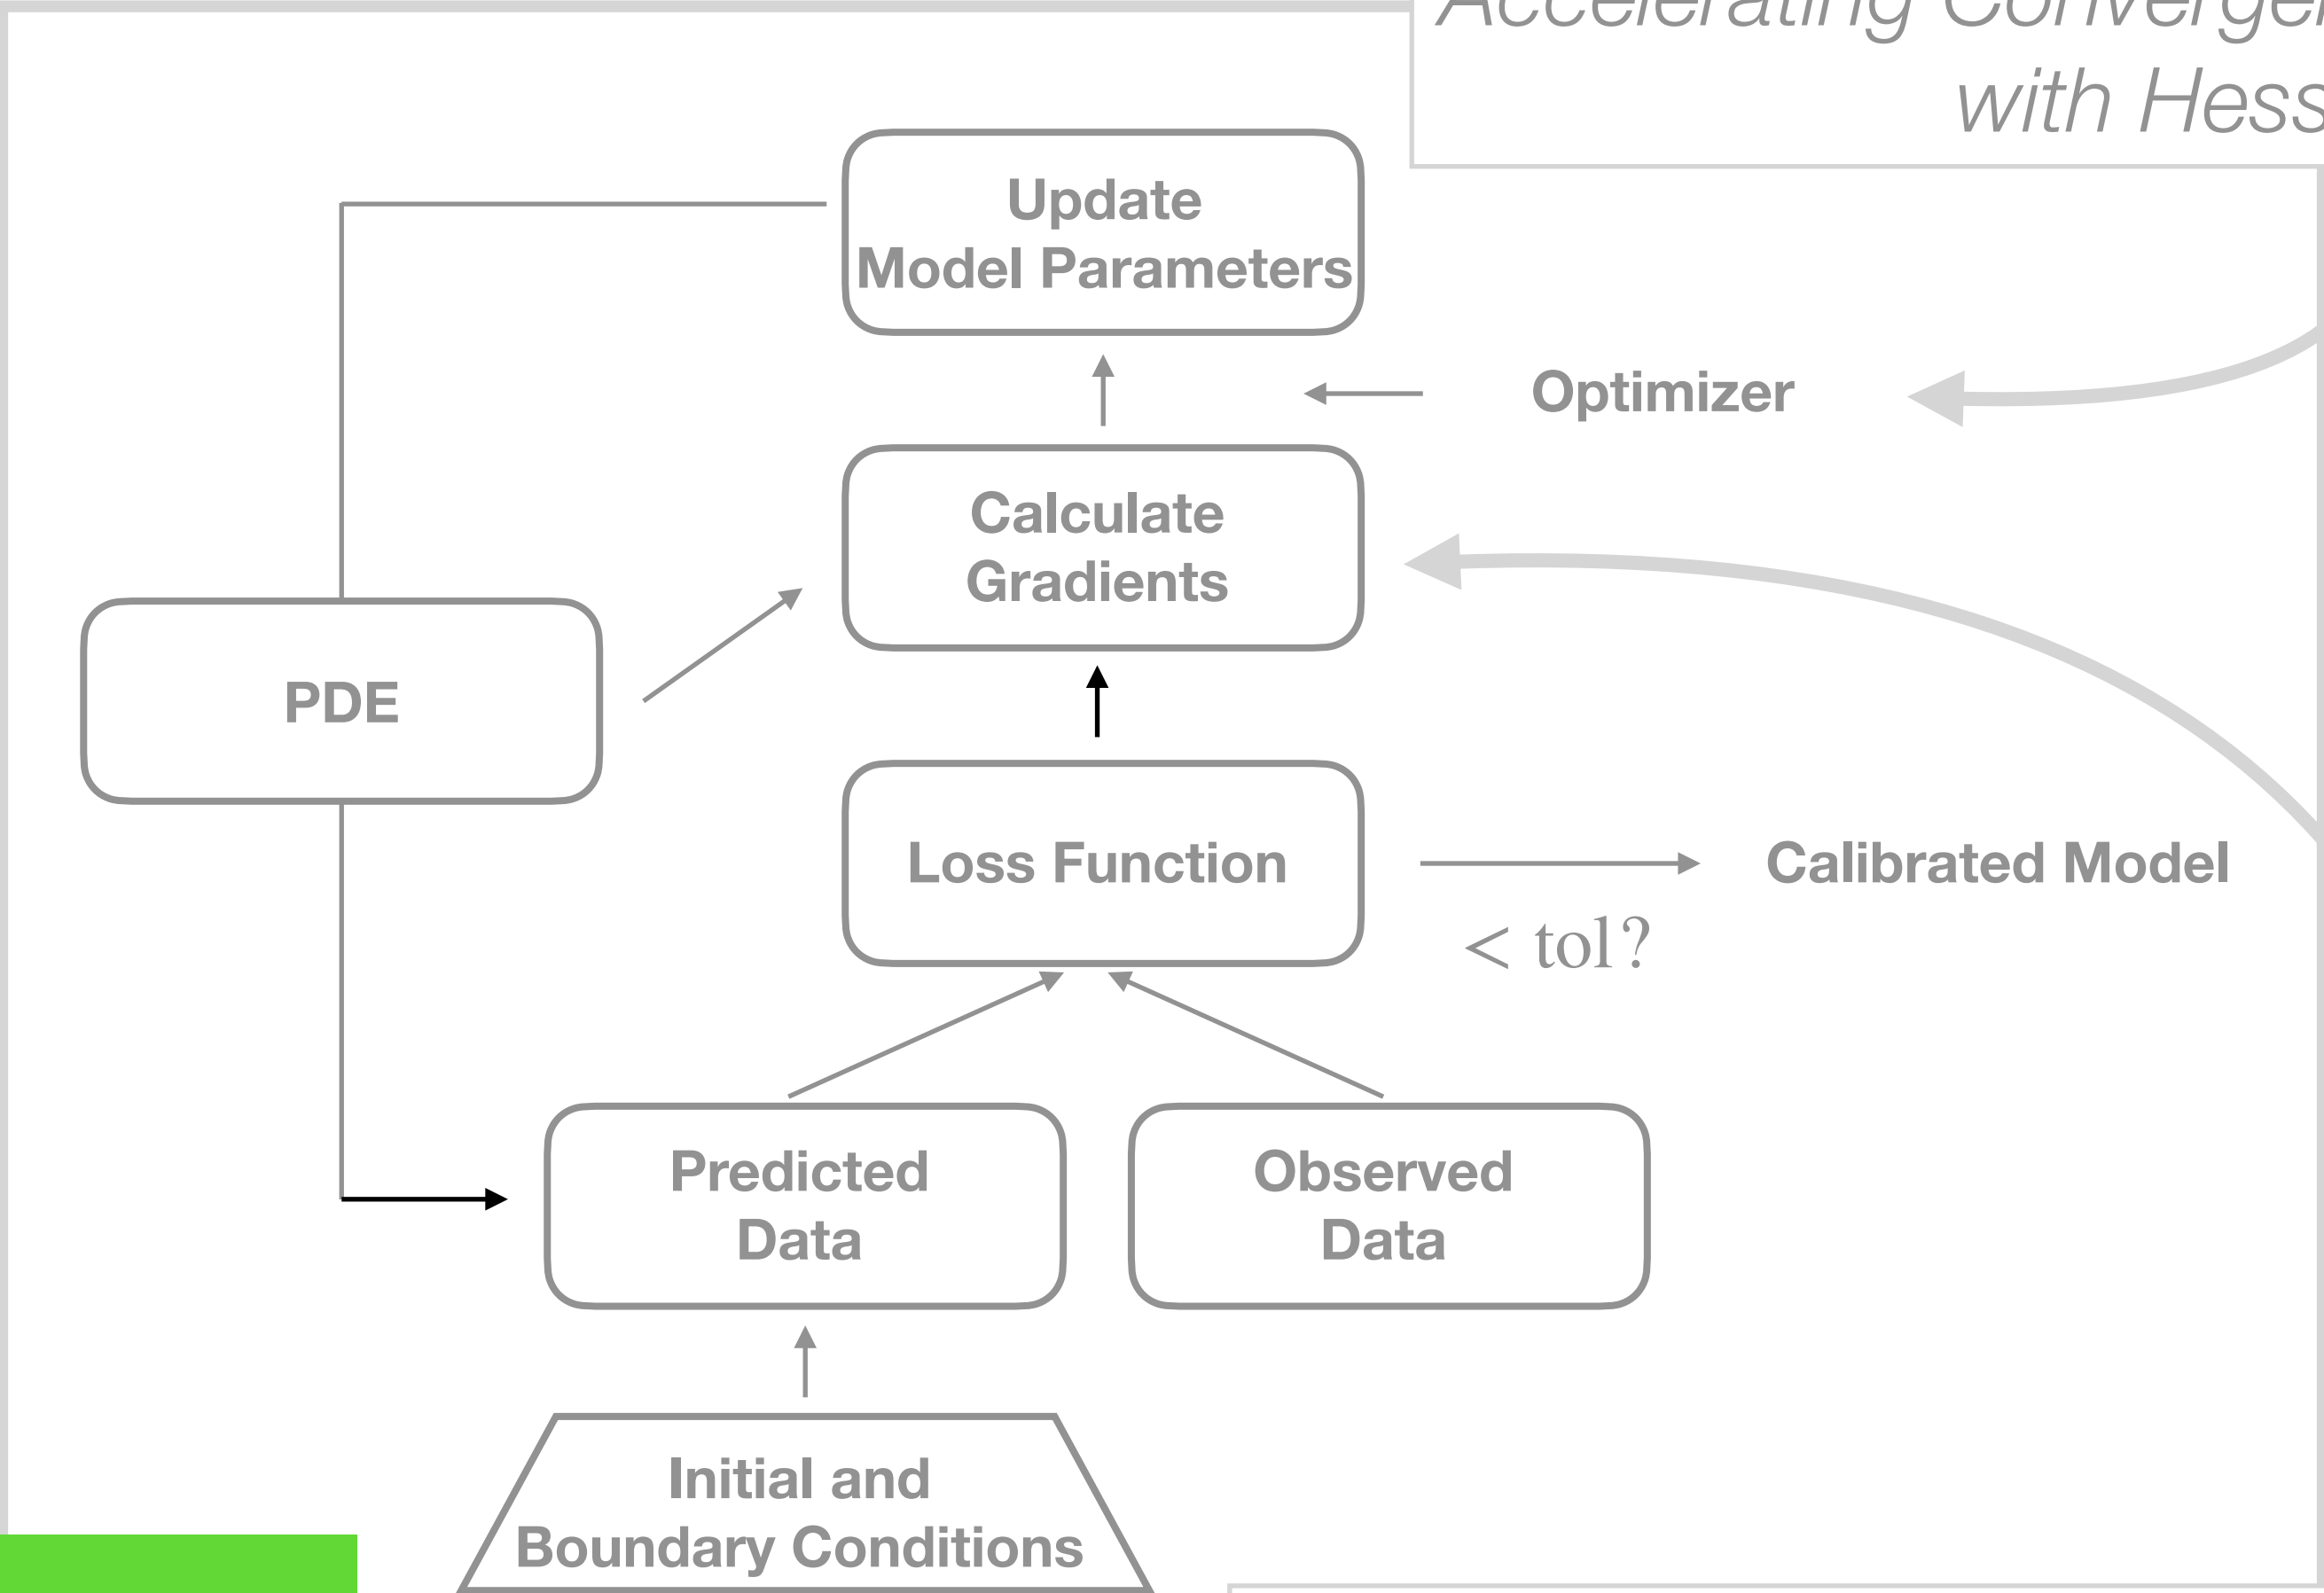 with Hess
Update
Model Parameters
Optimizer
Calculate
Gradients
PDE
Loss Function
Calibrated Model
< tol?
Predicted
Data
Observed
Data
Initial and
Boundary Conditions